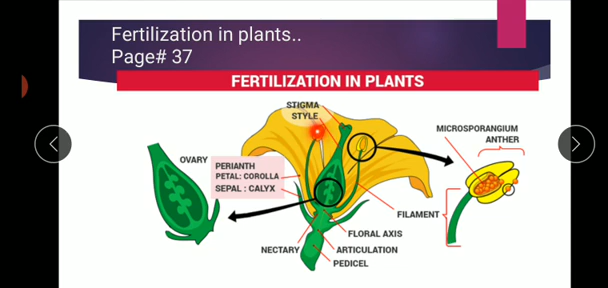 Fertilization in plants..
Page# 37
FERTILIZATION IN PLANTS
STIGMA
STYLE
MICROSPORANGIUM
ANTHER
OVARY
PERIANTH
PETAL: COROLLA
SEPAL : CALYX
FILAMENT
FLORAL AXIS
NECTARY
ARTICULATION
PEDICEL